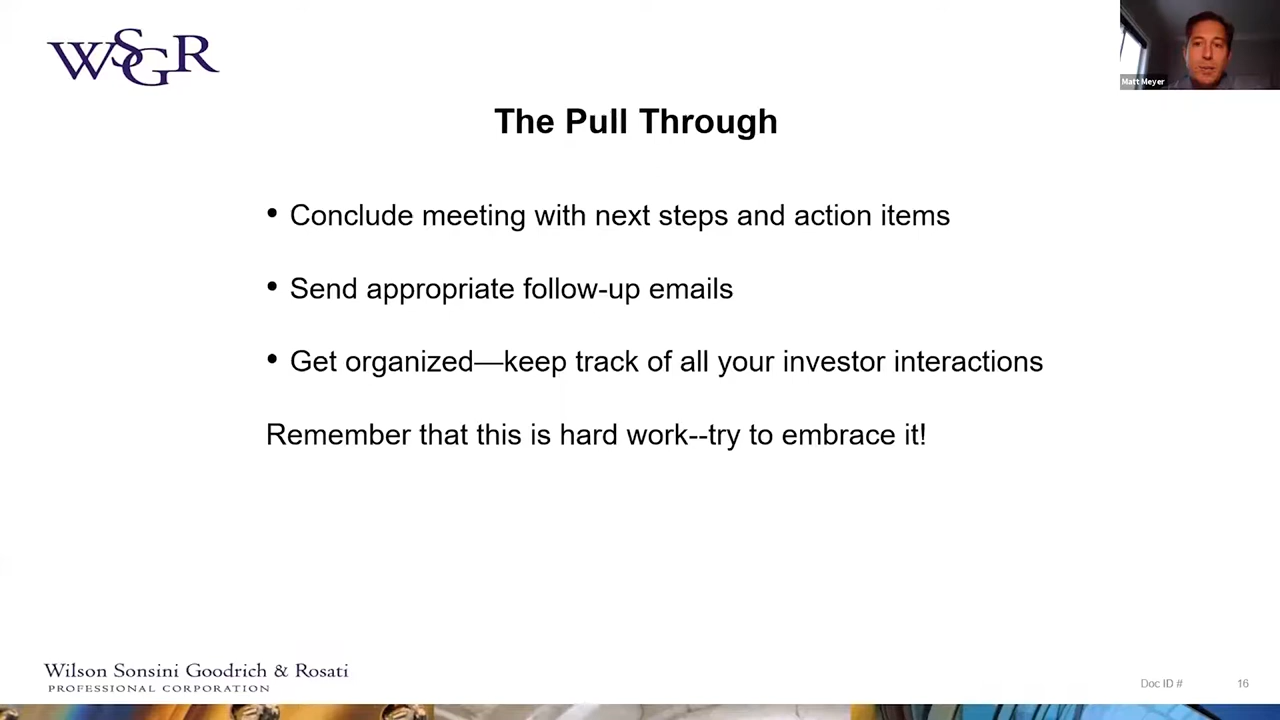 WSGR
Matt Meyer
The Pull Through
• Conclude meeting with next steps and action items
• Send appropriate follow-up emails
• Get organized—keep track of all your investor interactions
Remember that this is hard work--try to embrace it!
Wilson Sonsini Goodrich & Rosati
PROFESSIONAL CORPORATION
Doc ID #
16